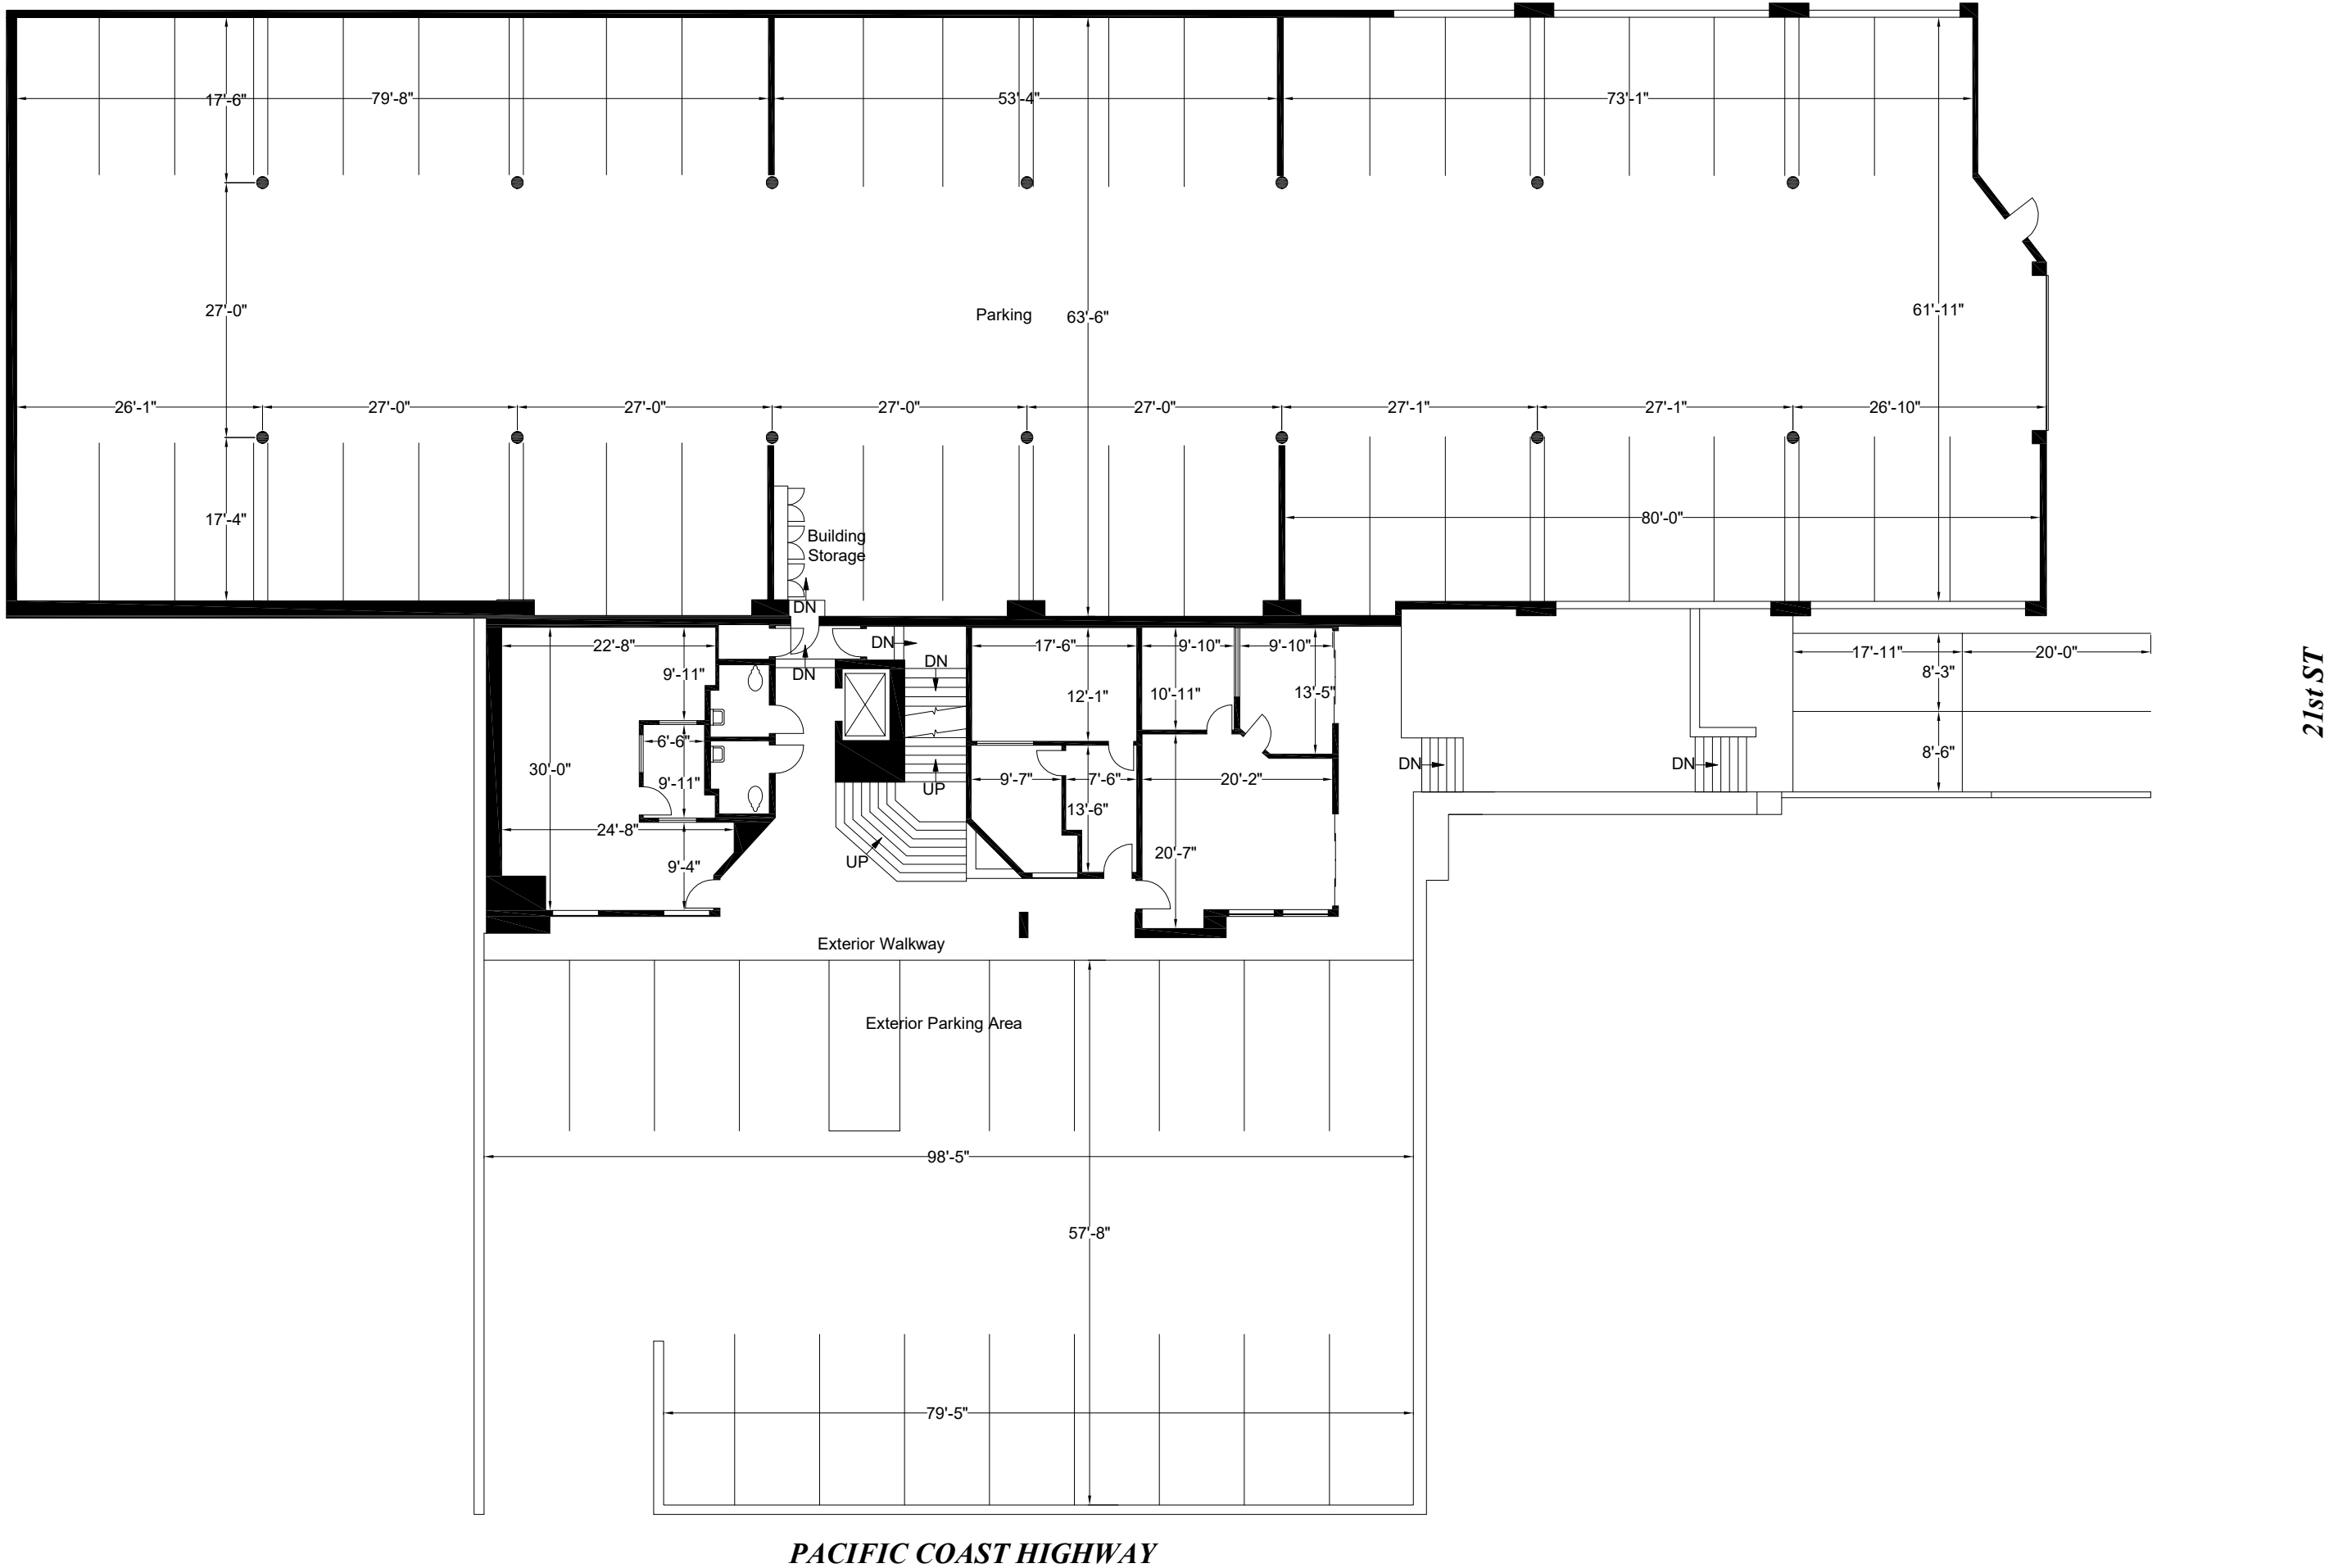 17'-6"
79'-8"
53'-4"
73'-1"
27'-0"
Parking
63'-6"
61'-11"
26'-1"
27'-0"
27'-0"
27'-0"
27'-0"
27'-1"
27'-1"
26'-10"
17'-4"
80'-0"
Building
Storage
DN
22'-8"
9'-11"
DN
DN
DN
17'-6"
9'-10"
9'-10"
17'-11"
20'-0"
8'-3"
12'-1"
10'-11"
13'-5"
21st ST
6'-6"
8'-6"
30'-0"
9'-11"
UP
9'-7"
7'-6"
20'-2"
DN
DN
13'-6"
24'-8"
9'-4"
UP
20'-7"
Exterior Walkway
Exterior Parking Area
98'-5"
57'-8"
79'-5"
PACIFIC COAST HIGHWAY